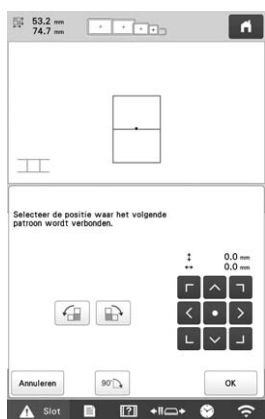 53.2 mm
74.7 mm
Selecteer de positie waar het volgende
patroon wordt verbonden.
0.0 mm
0.0 mm
Annuleren
90°
OK
Slot